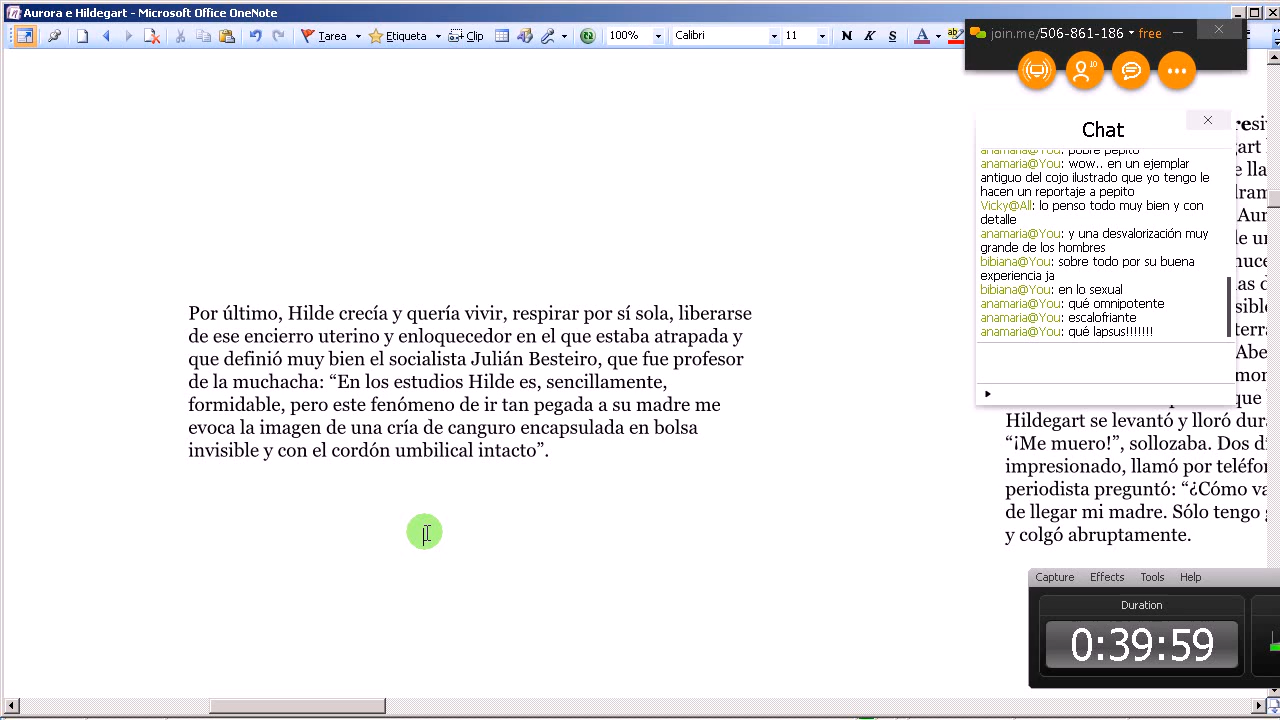 Aurora e Hildegart - Microsoft Office OneNote
Tarea
Etiqueta
Clip
100%
Calibri
11
N K S A
join.me/506-861-186 free
10
Chat
anamaria@You: pobre pepito
anamaria@You: wow.. en un ejemplar
antiguo del cojo ilustrado que yo tengo le
hacen un reportaje a pepito
Vicky@All: lo penso todo muy bien y con
detalle
anamaria@You: y una desvalorización muy
grande de los hombres
bibiana@You: sobre todo por su buena
experiencia ja
bibiana@You: en lo sexual
anamaria@You: qué omnipotente
anamaria@You: escalofriante
anamaria@You: qué lapsus!!!!!!!
Por último, Hilde crecía y quería vivir, respirar por sí sola, liberarse
de ese encierro uterino y enloquecedor en el que estaba atrapada y
que definió muy bien el socialista Julián Besteiro, que fue profesor
de la muchacha: “En los estudios Hilde es, sencillamente,
formidable, pero este fenómeno de ir tan pegada a su madre me
evoca la imagen de una cría de canguro encapsulada en bolsa
invisible y con el cordón umbilical intacto”.
que
Hildegart se levantó y lloró
“¡Me muero!”, sollozaba. Dos
impresionado, llamó por
periodista preguntó: “¿Cómo
de llegar mi madre. Sólo tengo
y colgó abruptamente.
Capture Effects Tools Help
Duration
0:39:59